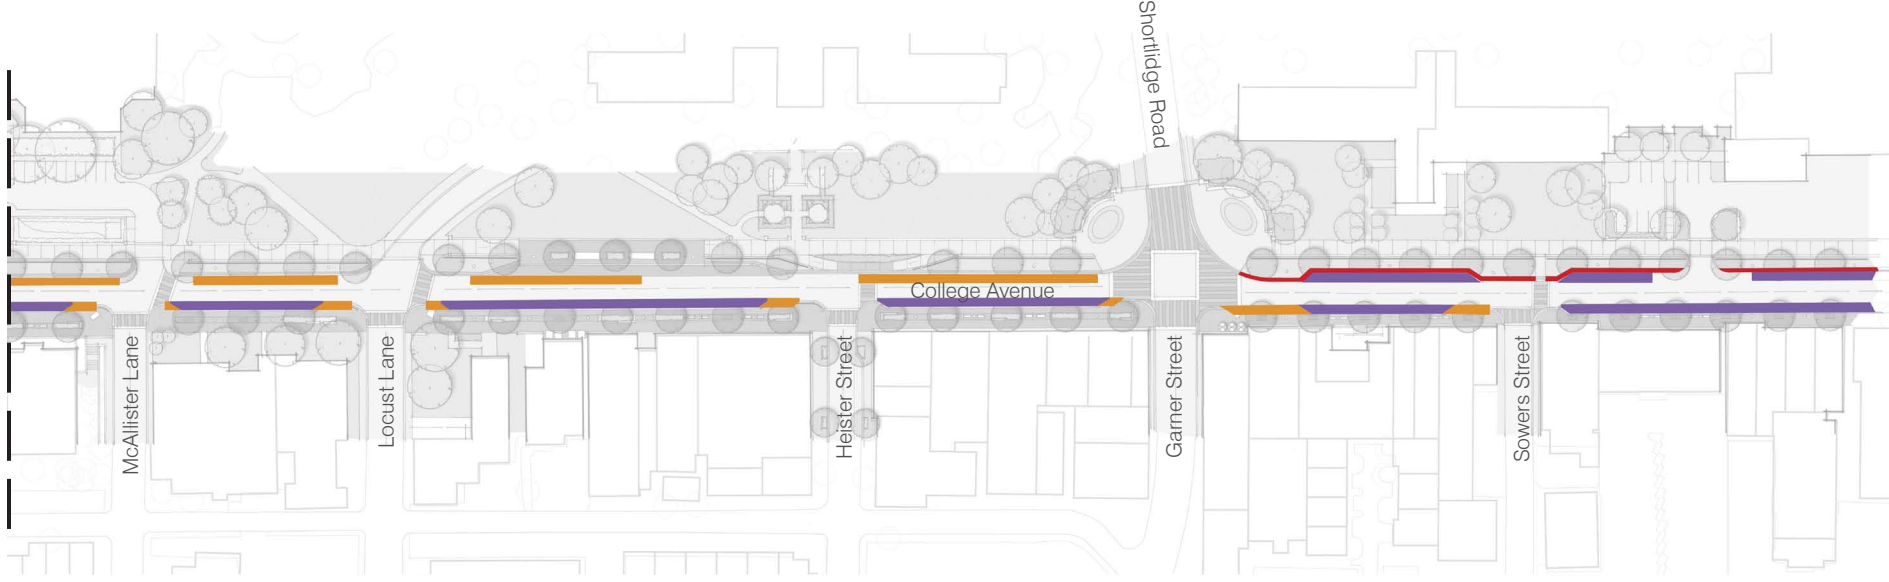 Shortlidge Road
College Avenue
McAllister Lane
Locust Lane
Heister Street
Garner Street
Sowers Street